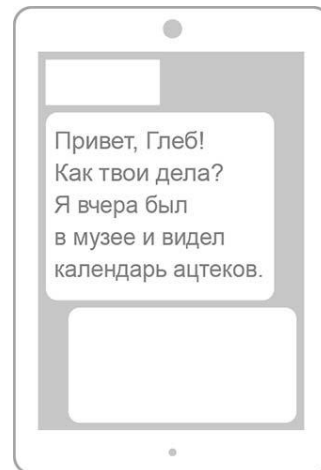 Привет, Глеб!
Как твои дела?
Я вчера был
в музее и видел
календарь ацтеков.